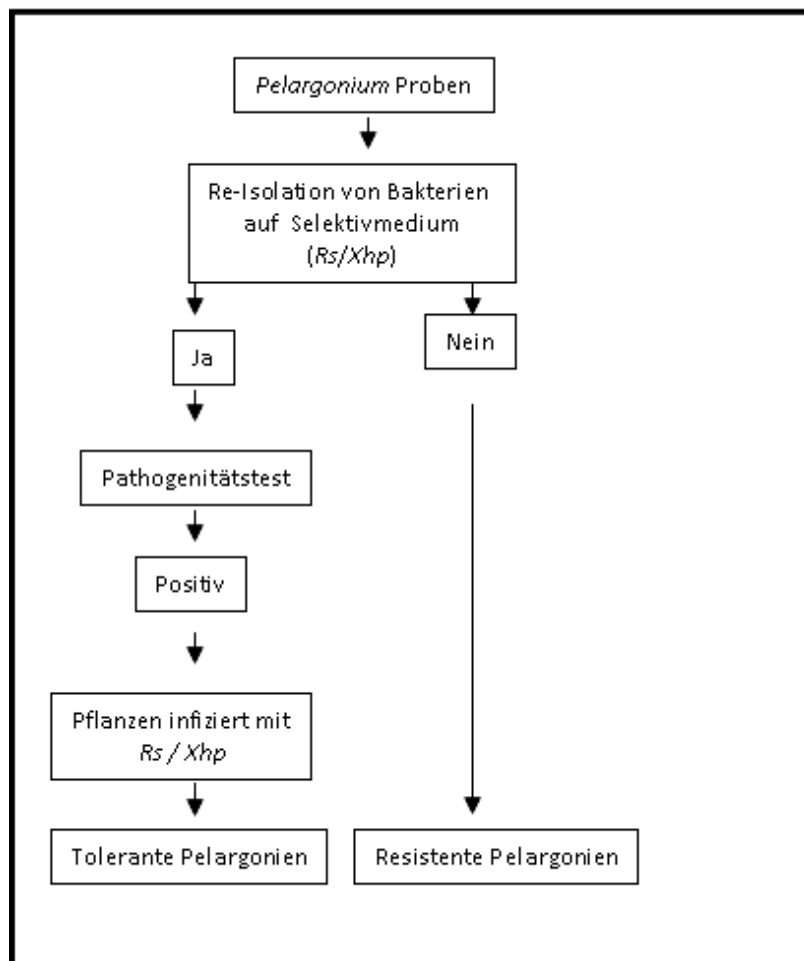 Pelargonium Proben
Re-Isolation von Bakterien
auf Selektivmedium
(Rs/Xhp)
Ja
Nein
Pathogenitätstest
Positiv
Pflanzen infiziert mit
Rs / Xhp
Tolerante Pelargonien
Resistente Pelargonien